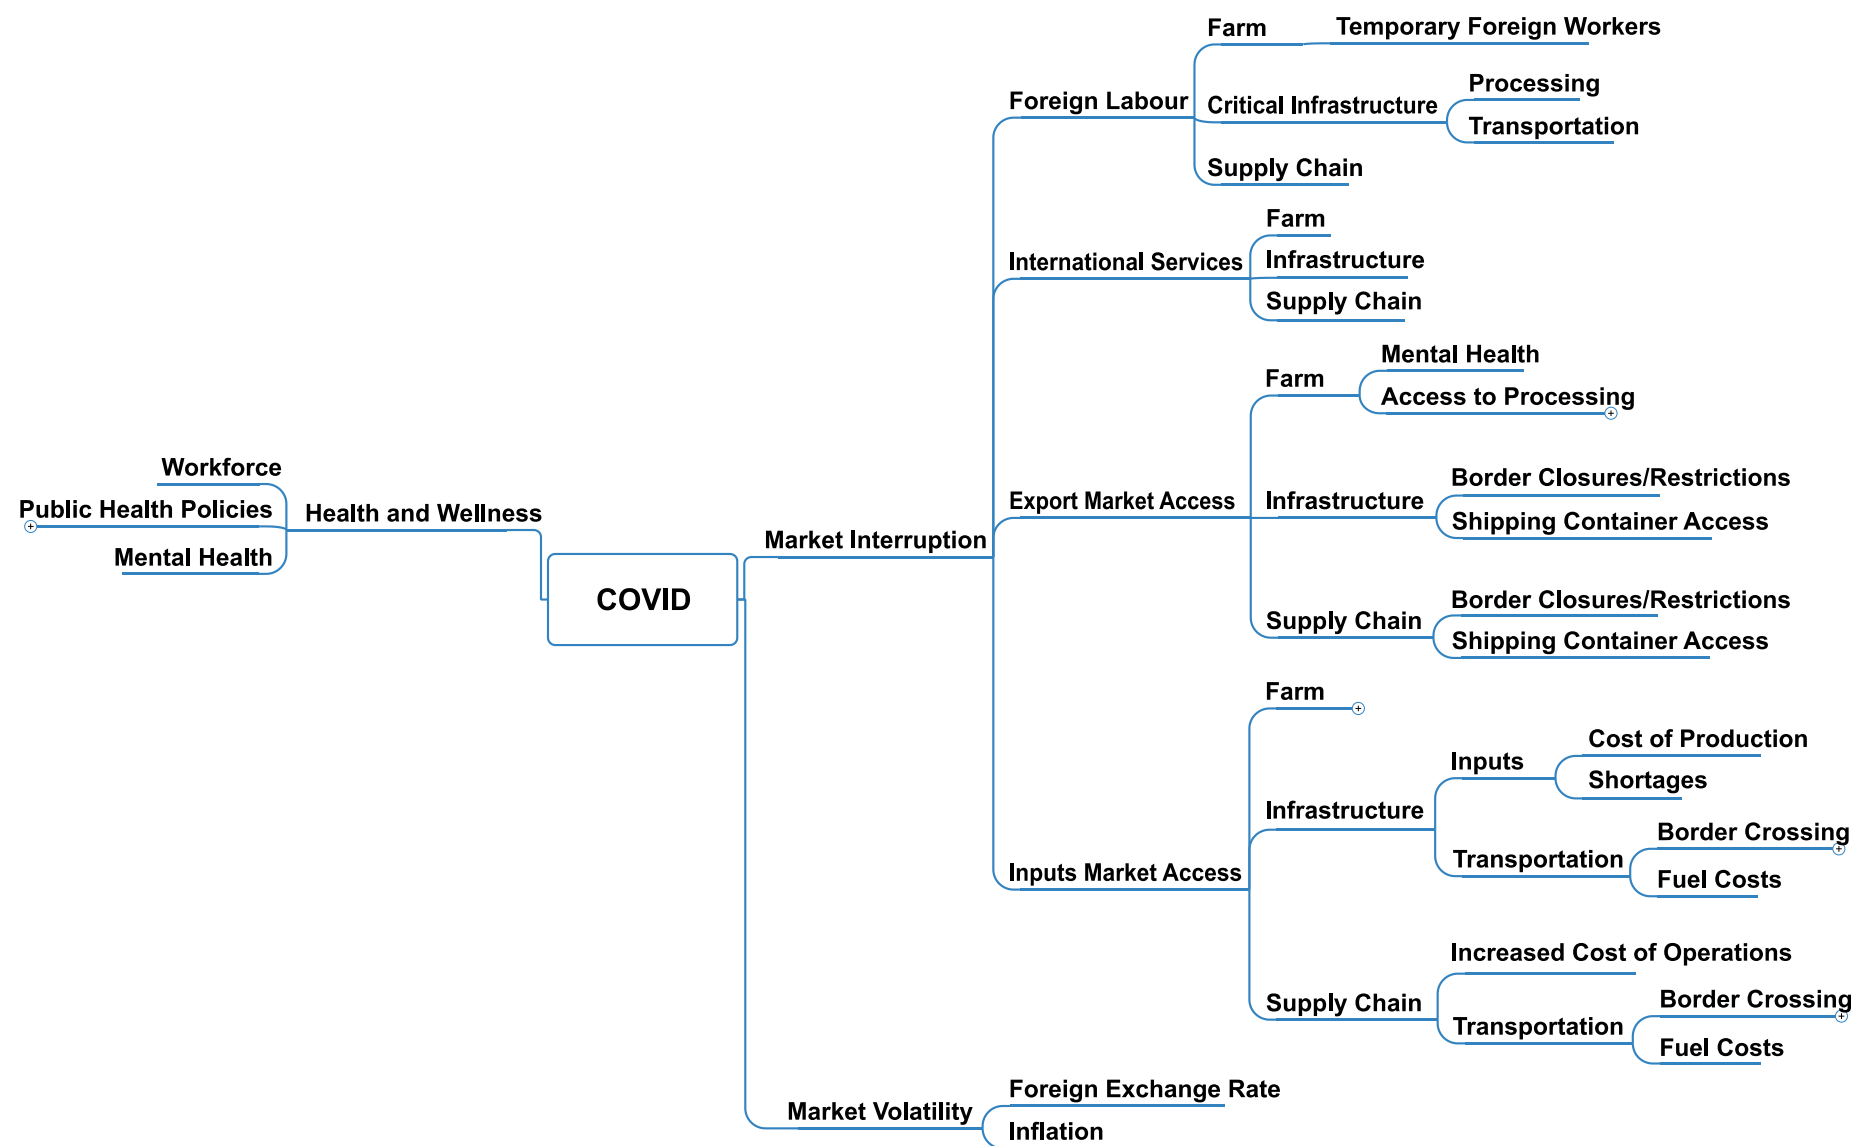 Farm
Temporary Foreign Workers
Foreign Labour
Critical Infrastructure
Processing
Transportation
Supply Chain
International Services
Farm
Infrastructure
Supply Chain
Export Market Access
Farm
Mental Health
Access to Processing
Infrastructure
Border Closures/Restrictions
Shipping Container Access
Supply Chain
Border Closures/Restrictions
Shipping Container Access
Workforce
Public Health Policies
Mental Health
Health and Wellness
COVID
Market Interruption
Inputs Market Access
Farm
Infrastructure
Inputs
Cost of Production
Shortages
Transportation
Border Crossing
Fuel Costs
Supply Chain
Increased Cost of Operations
Transportation
Border Crossing
Fuel Costs
Market Volatility
Foreign Exchange Rate
Inflation